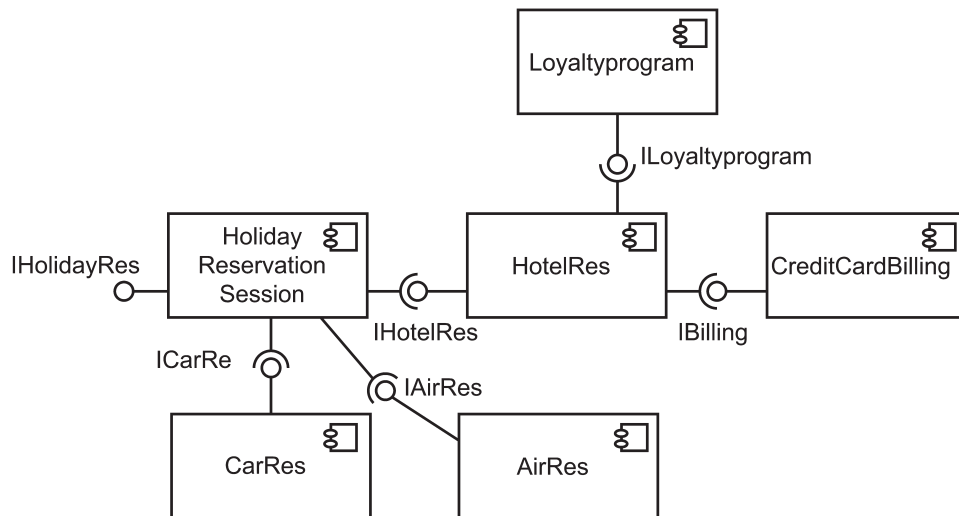 Loyaltyprogram
ILoyaltyprogram
Holiday
Reservation
Session
HotelRes
CreditCardBilling
IHolidayRes
IHotelRes
IBilling
ICarRe
IAirRes
CarRes
AirRes